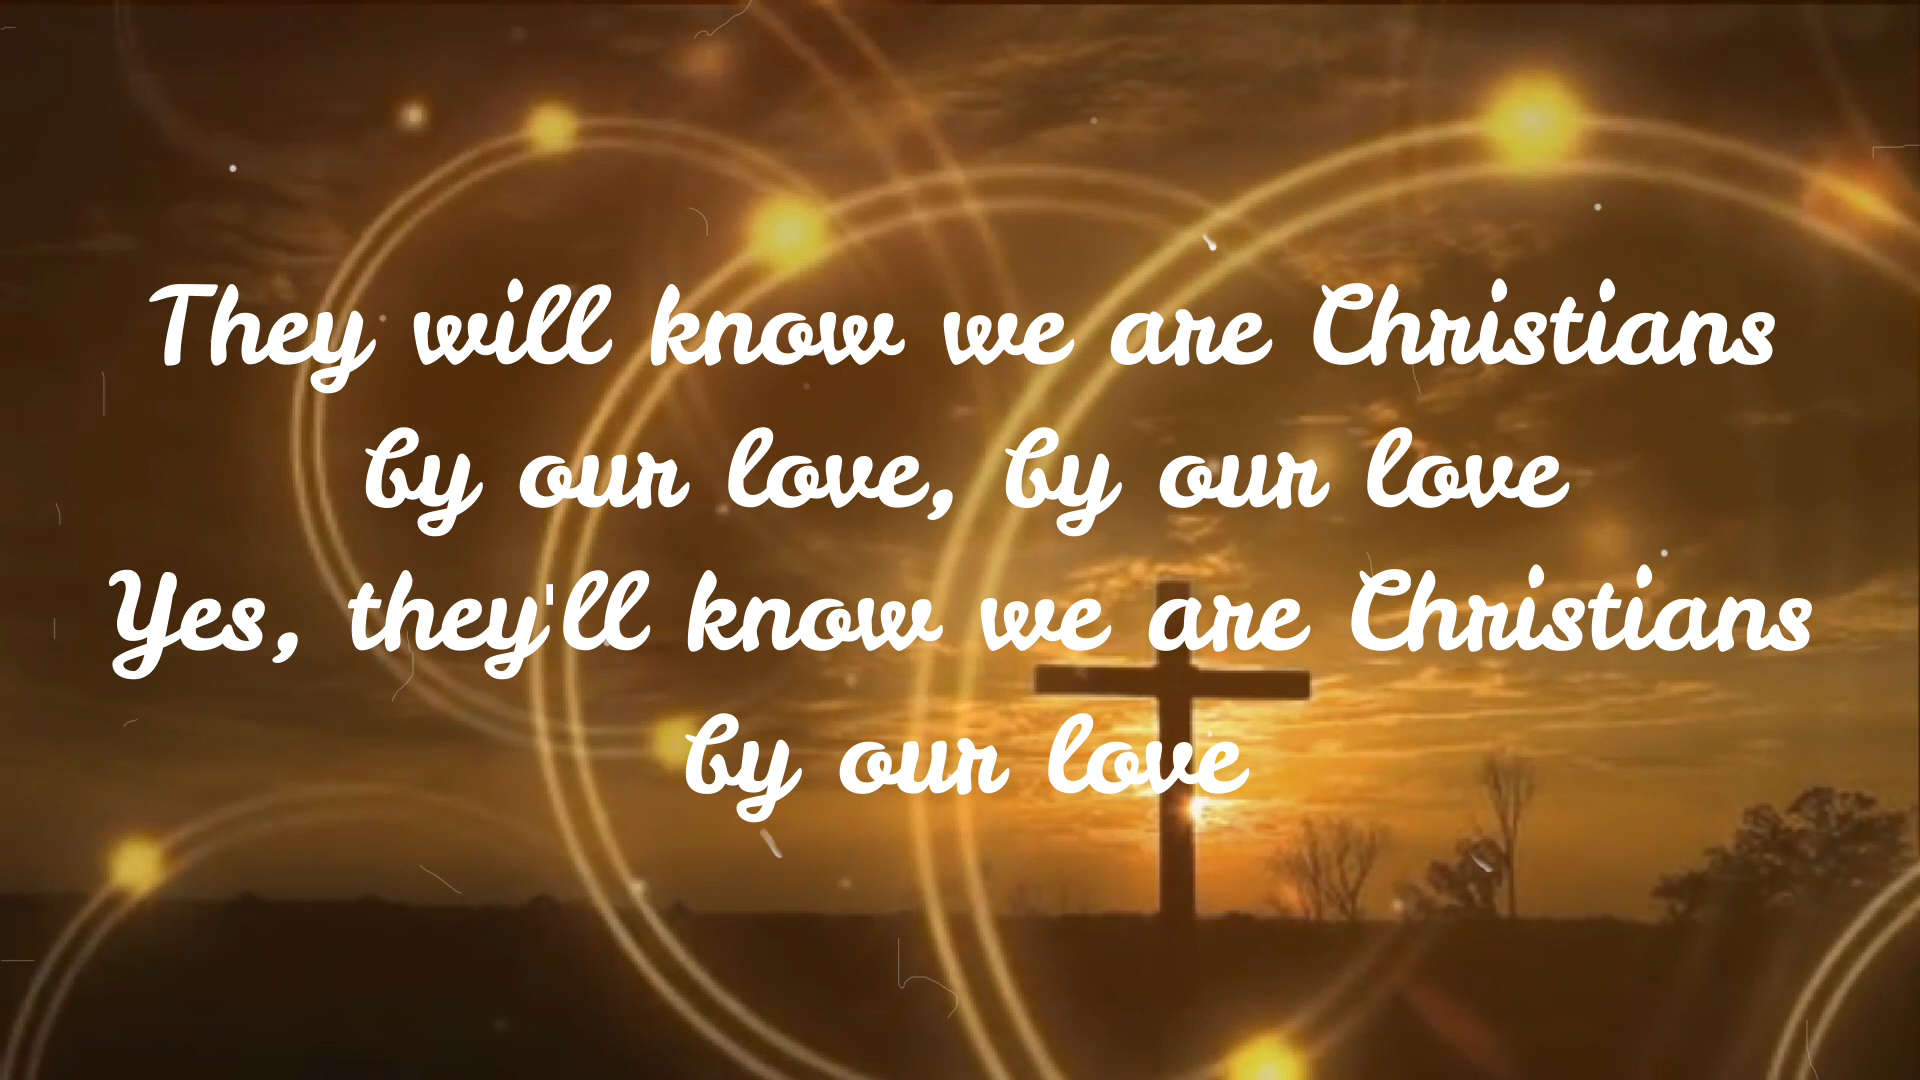 They will know we are Christians
by our love, by our love
Yes, they'll know we are Christians
by our love